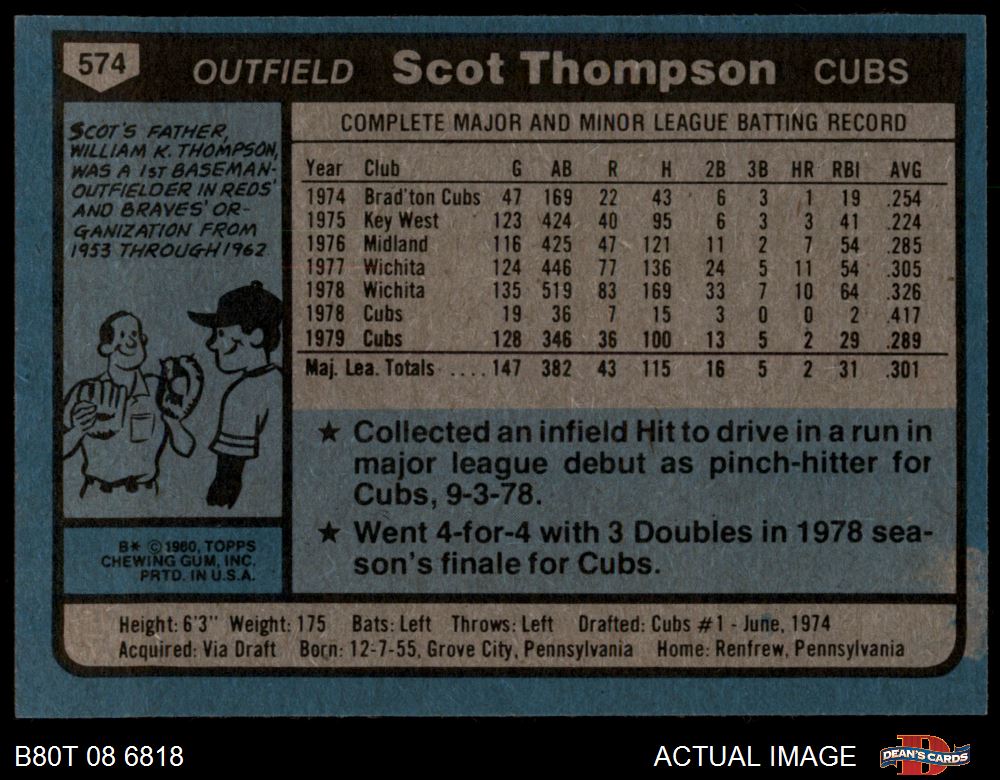 574 OUTFIELD Scot Thompson CUBS
SCOT'S FATHER,
WILLIAM K. THOMPSON,
WAS A 1ST BASEMAN-
OUTFIELDER IN REDS'
AND BRAVES' OR-
GANIZATION FROM
1953 THROUGH 1962.
B* © 1980, TOPPS
CHEWING GUM, INC.
PRTD. IN U.S.A.
COMPLETE MAJOR AND MINOR LEAGUE BATTING RECORD
Year Club G AB R H 2B 3B HR RBI AVG
1974 Brad'ton Cubs 47 169 22 43 6 3 1 19 .254
1975 Key West 123 424 40 95 6 3 3 41 .224
1976 Midland 116 425 47 121 11 2 7 54 .285
1977 Wichita 124 446 77 136 24 5 11 54 .305
1978 Wichita 135 519 83 169 33 7 10 64 .326
1978 Cubs 19 36 7 15 3 0 0 2 .417
1979 Cubs 128 346 36 100 13 5 2 29 .289
Maj. Lea. Totals .... 147 382 43 115 16 5 2 31 .301
★ Collected an infield Hit to drive in a run in
major league debut as pinch-hitter for
Cubs, 9-3-78.
★ Went 4-for-4 with 3 Doubles in 1978 sea-
son's finale for Cubs.
Height: 6'3" Weight: 175 Bats: Left Throws: Left Drafted: Cubs #1 - June, 1974
Acquired: Via Draft Born: 12-7-55, Grove City, Pennsylvania Home: Renfrew, Pennsylvania
B80T 08 6818 ACTUAL IMAGE DEAN'S CARDS